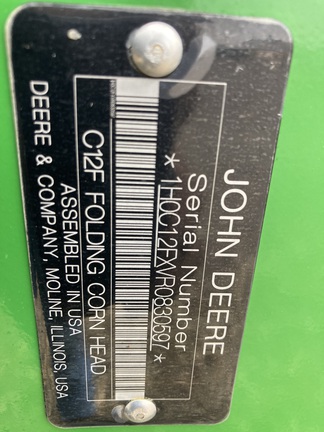 JOHN DEERE
Serial Number
*1H0C12FXVR0830597*
C12F FOLDING CORN HEAD
ASSEMBLED IN USA
DEERE & COMPANY, MOLINE, ILLINOIS, USA